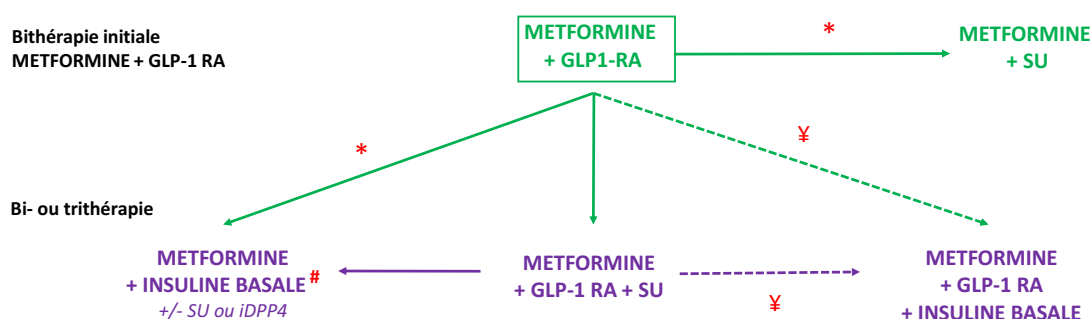 Bithérapie initiale
METFORMINE + GLP-1 RA
METFORMINE
+ GLP1-RA
*
METFORMINE
+ SU
*
¥
Bi- ou trithérapie
METFORMINE
+ INSULINE BASALE #
+/- SU ou iDPP4
METFORMINE
+ GLP-1 RA + SU
¥
METFORMINE
+ GLP-1 RA
+ INSULINE BASALE